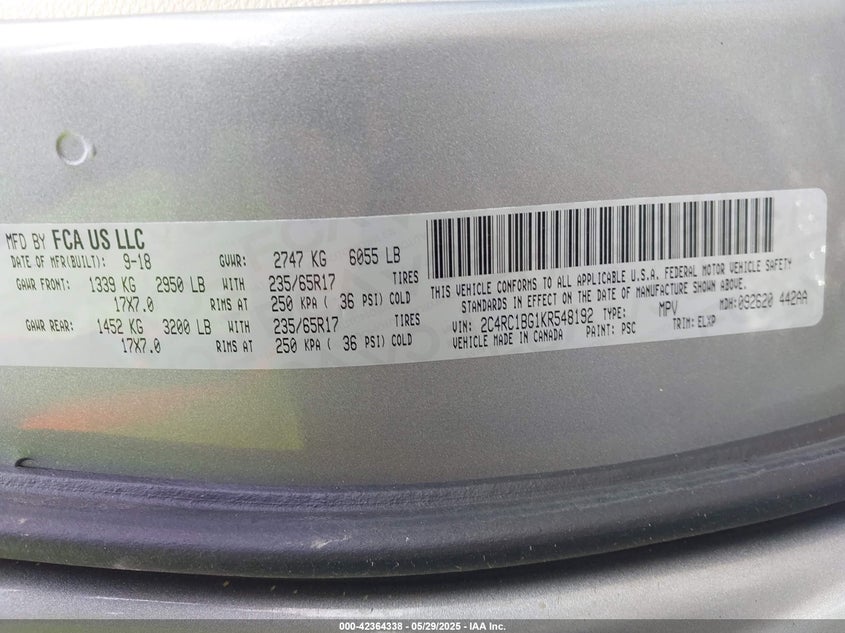 MFD BY FCA US LLC
DATE OF MFR(BUILT): 9-18 GVWR: 2747 KG 6055 LB
GAWR FRONT: 1339 KG 2950 LB WITH 235/65R17 TIRES
17X7.0 RIMS AT 250 KPA ( 36 PSI) COLD
GAWR REAR: 1452 KG 3200 LB WITH 235/65R17 TIRES
17X7.0 RIMS AT 250 KPA ( 36 PSI) COLD
THIS VEHICLE CONFORMS TO ALL APPLICABLE U.S.A. FEDERAL MOTOR VEHICLE SAFETY
STANDARDS IN EFFECT ON THE DATE OF MANUFACTURE SHOWN ABOVE.
VIN: 2C4RC1BG1KR548192 TYPE: MPV MDH:092620 442AA
VEHICLE MADE IN CANADA PAINT: PSC TRIM: ELXP
000-42364338 - 05/29/2025 - IAA Inc.